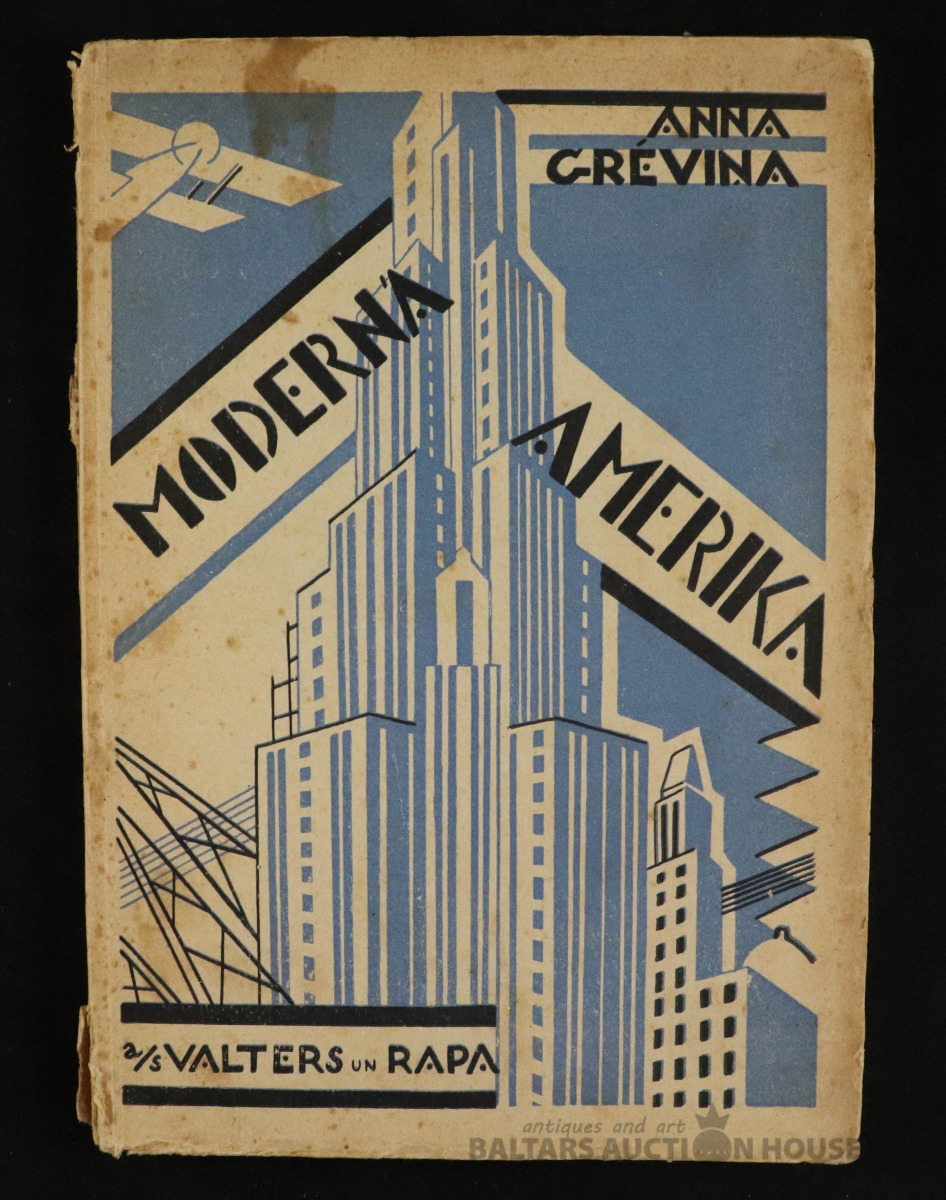 ANNA
GRĒVIŅA
MODERNĀ
AMERIKA
a/s VALTERS UN RAPA
antiques and art
BALTARS AUCTION HOUSE